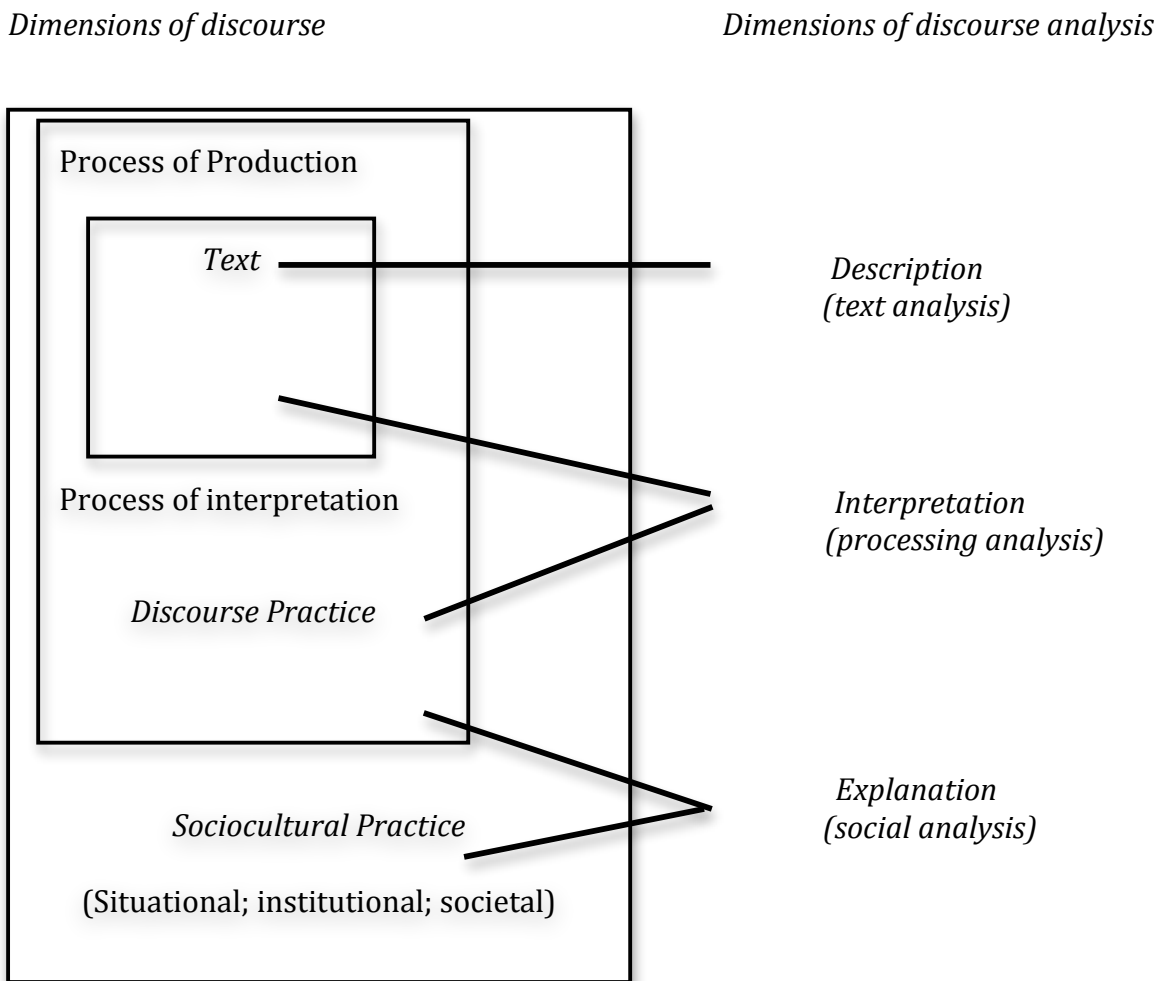 Dimensions of discourse
Dimensions of discourse analysis
Process of Production
Text
Description
(text analysis)
Process of interpretation
Interpretation
(processing analysis)
Discourse Practice
Explanation
(social analysis)
Sociocultural Practice
(Situational; institutional; societal)